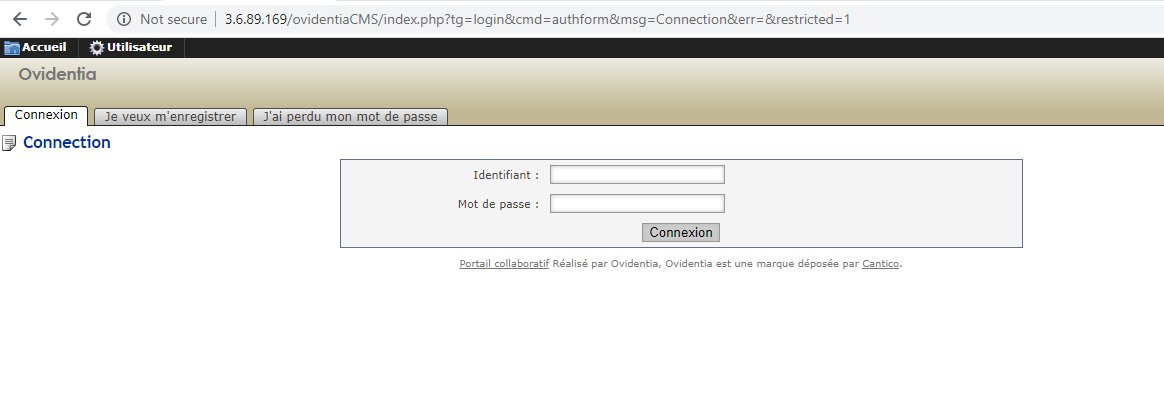 Not secure | 3.6.89.169/ovidentiaCMS/index.php?tg=login&cmd=authform&msg=Connection&err=&restricted=1
Accueil Utilisateur
Ovidentia
Connexion Je veux m'enregistrer J'ai perdu mon mot de passe
Connection
Identifiant :
Mot de passe :
Connexion
Portail collaboratif Réalisé par Ovidentia, Ovidentia est une marque déposée par Cantico.